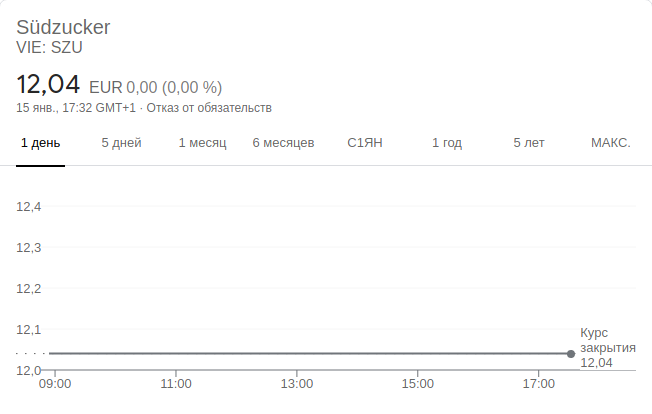 Südzucker
VIE: SZU
12,04 EUR 0,00 (0,00 %)
15 янв., 17:32 GMT+1 · Отказ от обязательств
1 день 5 дней 1 месяц 6 месяцев С1ЯН 1 год 5 лет МАКС.
12,4
12,3
12,2
12,1
Курс
закрытия
12,04
12,0
09:00 11:00 13:00 15:00 17:00